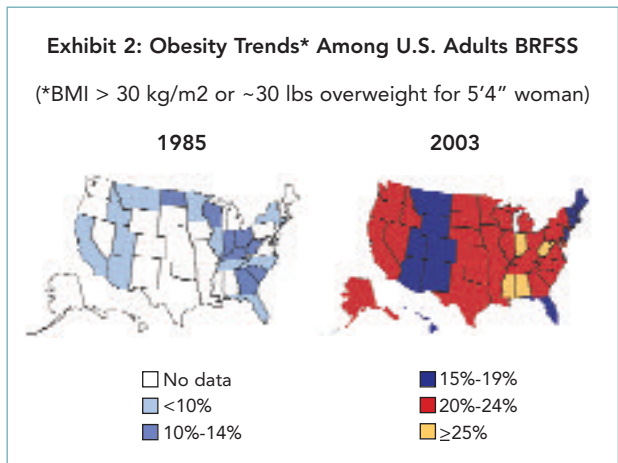 Exhibit 2: Obesity Trends* Among U.S. Adults BRFSS
(*BMI > 30 kg/m2 or ~30 lbs overweight for 5'4” woman)
1985
2003
No data
<10%
10%-14%
15%-19%
20%-24%
≥25%